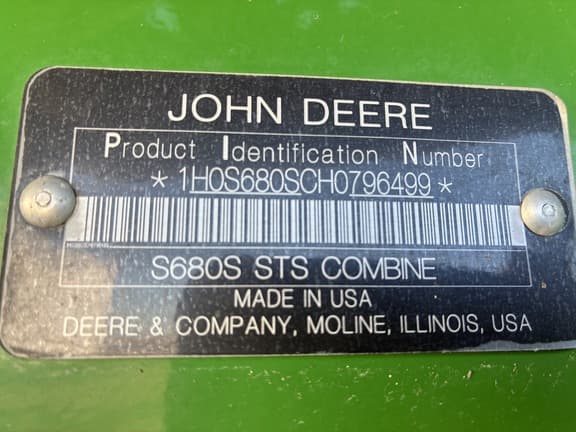 JOHN DEERE
Product Identification Number
*1H0S680SCH0796499*
S680S STS COMBINE
MADE IN USA
DEERE & COMPANY, MOLINE, ILLINOIS, USA